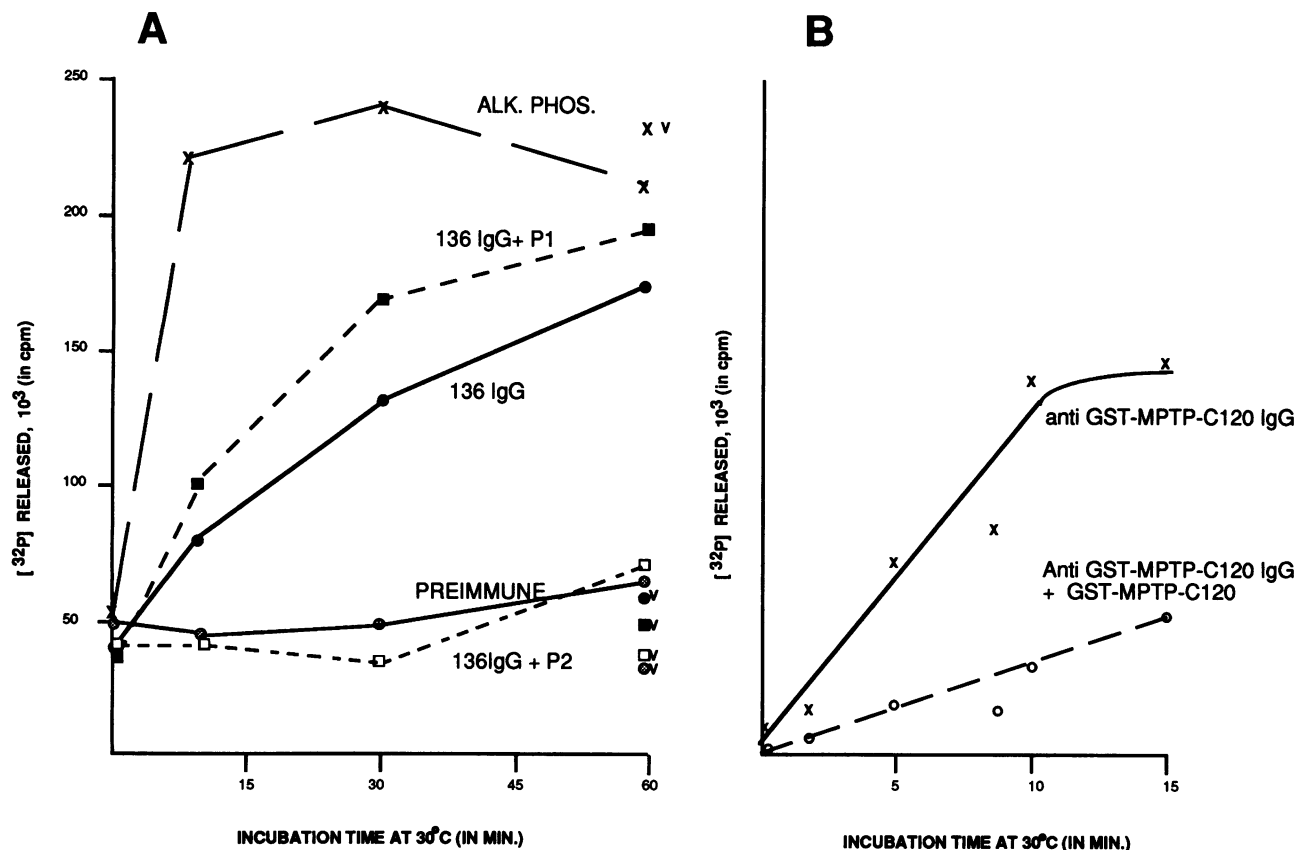 A
250
200
150
100
50
15
30
45
60
[32P] RELEASED, 10³ (in cpm)
INCUBATION TIME AT 30°C (IN MIN.)
ALK. PHOS.
X v
136 IgG+ P1
136 IgG
PREIMMUNE
v
v
v
v
136IgG + P2
B
[32P] RELEASED, 10³ (in cpm)
anti GST-MPTP-C120 IgG
Anti GST-MPTP-C120 IgG
+ GST-MPTP-C120
5
10
15
INCUBATION TIME AT 30°C (IN MIN.)